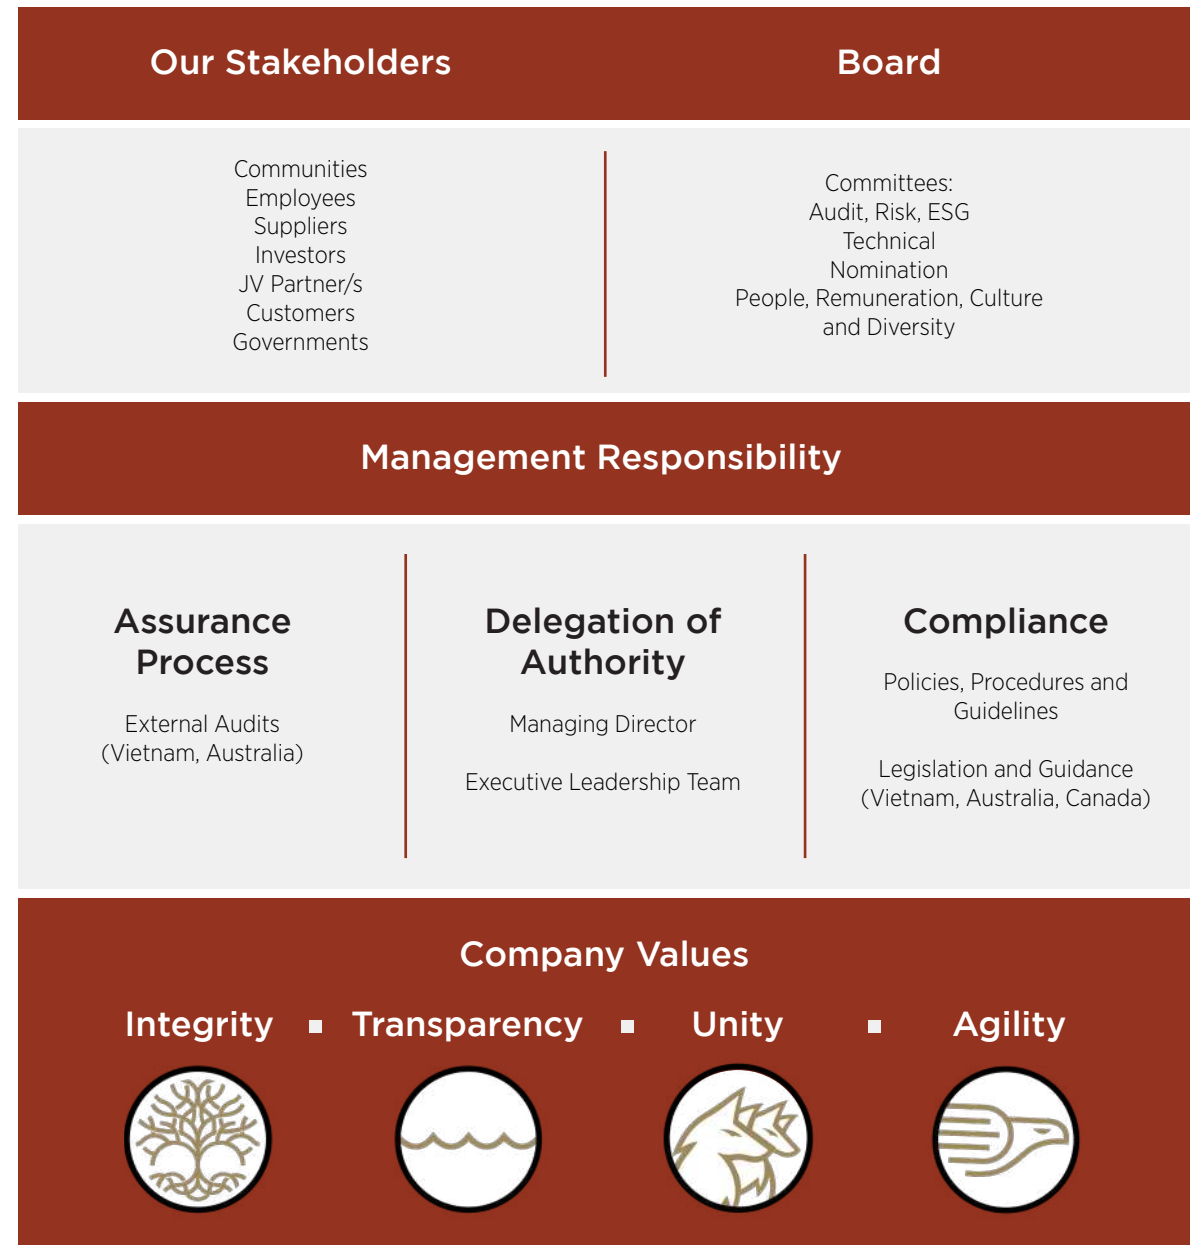 Our Stakeholders
Board
Communities
Employees
Suppliers
Investors
JV Partner/s
Customers
Governments
Committees:
Audit, Risk, ESG
Technical
Nomination
People, Remuneration, Culture
and Diversity
Management Responsibility
Assurance
Process
External Audits
(Vietnam, Australia)
Delegation of
Authority
Managing Director
Executive Leadership Team
Compliance
Policies, Procedures and
Guidelines
Legislation and Guidance
(Vietnam, Australia, Canada)
Company Values
Integrity ▪ Transparency ▪ Unity ▪ Agility